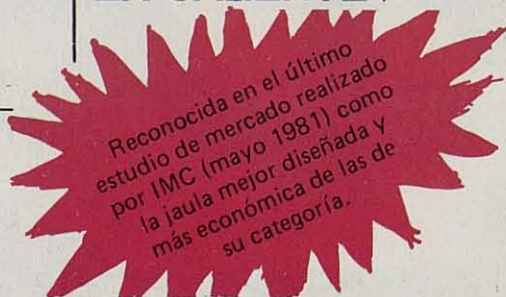 Reconocida en el último
estudio de mercado realizado
por IMC (mayo 1981) como
la jaula mejor diseñada y
más económica de las de
su categoría.